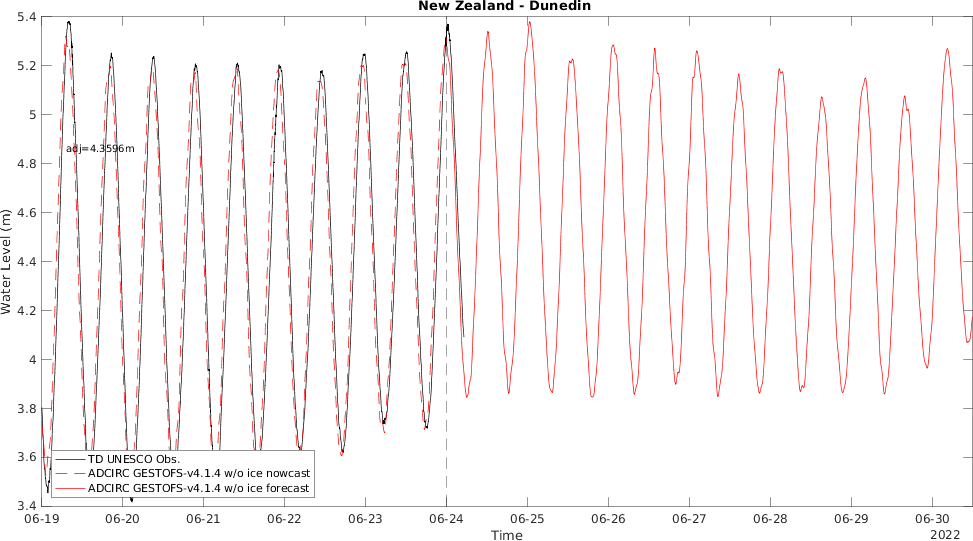 New Zealand - Dunedin
5.4
5.2
5
4.8
4.6
4.4
4.2
4
3.8
3.6
3.4
Water Level (m)
adj=4.3596m
TD UNESCO Obs.
ADCIRC GESTOFS-v4.1.4 w/o ice nowcast
ADCIRC GESTOFS-v4.1.4 w/o ice forecast
06-19 06-20 06-21 06-22 06-23 06-24 06-25 06-26 06-27 06-28 06-29 06-30
Time
2022